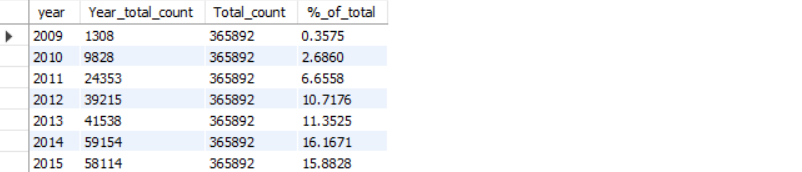 year Year_total_count Total_count %_of_total
2009 1308 365892 0.3575
2010 9828 365892 2.6860
2011 24353 365892 6.6558
2012 39215 365892 10.7176
2013 41538 365892 11.3525
2014 59154 365892 16.1671
2015 58114 365892 15.8828